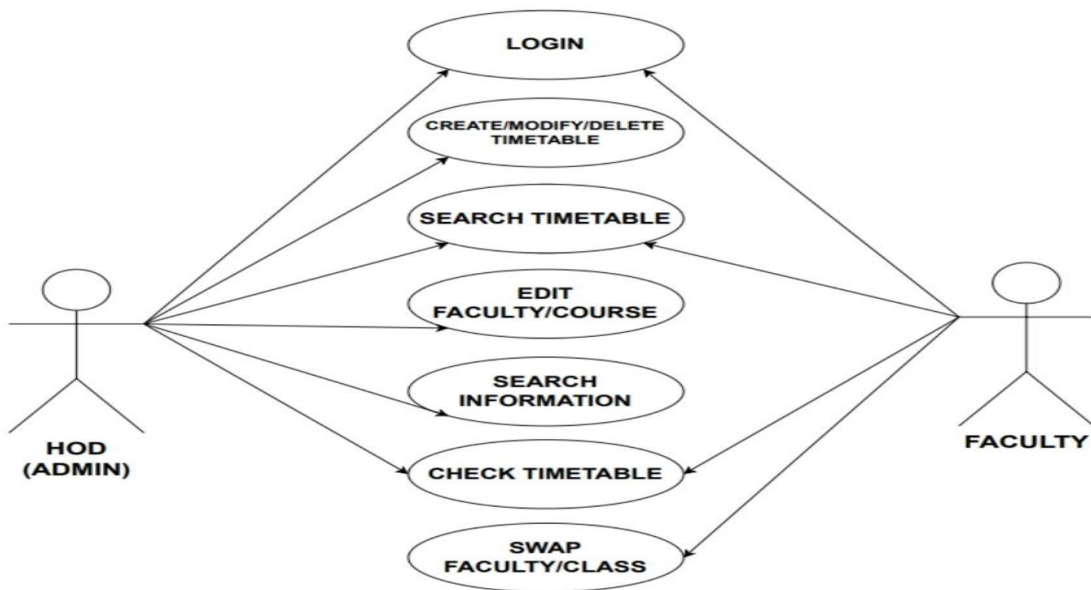 LOGIN
CREATE/MODIFY/DELETE
TIMETABLE
SEARCH TIMETABLE
EDIT
FACULTY/COURSE
SEARCH
INFORMATION
HOD
(ADMIN)
FACULTY
CHECK TIMETABLE
SWAP
FACULTY/CLASS